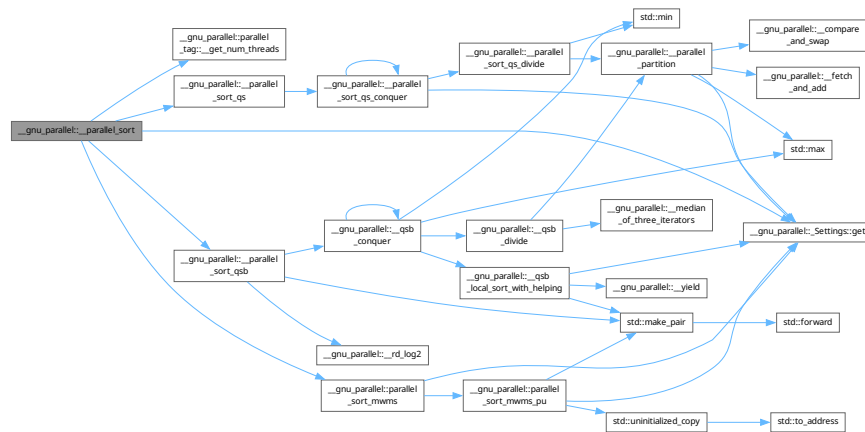 std::min
__gnu_parallel::parallel
_tag::__get_num_threads
__gnu_parallel::__parallel
_sort_qs_divide
__gnu_parallel::__parallel
_partition
__gnu_parallel::__compare
_and_swap
__gnu_parallel::__parallel
_sort_qs
__gnu_parallel::__parallel
_sort_qs_conquer
__gnu_parallel::__fetch
_and_add
__gnu_parallel::__parallel_sort
std::max
__gnu_parallel::__median
_of_three_iterators
__gnu_parallel::__qsb
_conquer
__gnu_parallel::__qsb
_divide
__gnu_parallel::_Settings::get
__gnu_parallel::__parallel
_sort_qsb
__gnu_parallel::__qsb
_local_sort_with_helping
__gnu_parallel::__yield
std::make_pair
std::forward
__gnu_parallel::__rd_log2
__gnu_parallel::parallel
_sort_mwms
__gnu_parallel::parallel
_sort_mwms_pu
std::uninitialized_copy
std::to_address